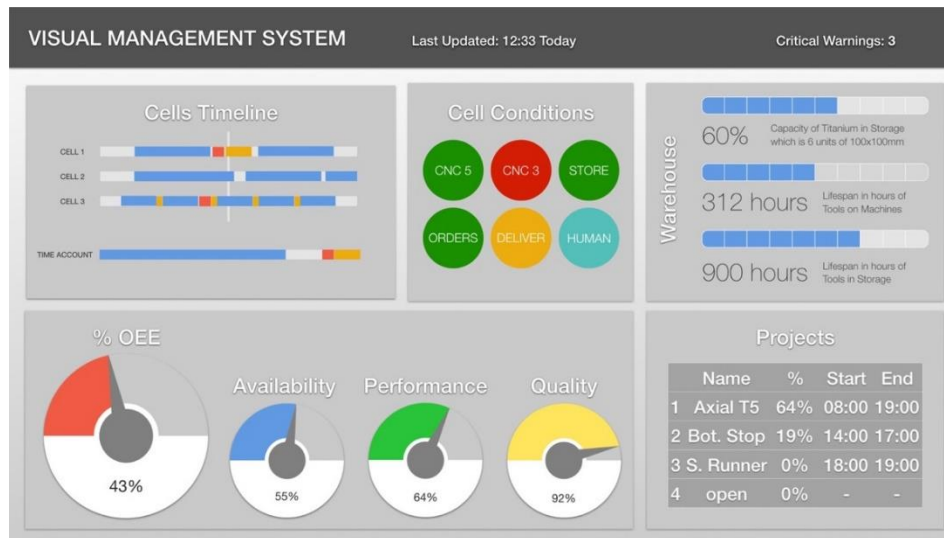 VISUAL MANAGEMENT SYSTEM
Last Updated: 12:33 Today
Critical Warnings: 3
Cells Timeline
CELL 1
CELL 2
CELL 3
TIME ACCOUNT
Cell Conditions
CNC 5 CNC 3 STORE
ORDERS DELIVER HUMAN
Warehouse
60% Capacity of Titanium in Storage
which is 6 units of 100x100mm
312 hours Lifespan in hours of
Tools on Machines
900 hours Lifespan in hours of
Tools in Storage
% OEE
43%
Availability
55%
Performance
64%
Quality
92%
Projects
Name % Start End
1 Axial T5 64% 08:00 19:00
2 Bot. Stop 19% 14:00 17:00
3 S. Runner 0% 18:00 19:00
4 open 0% - -